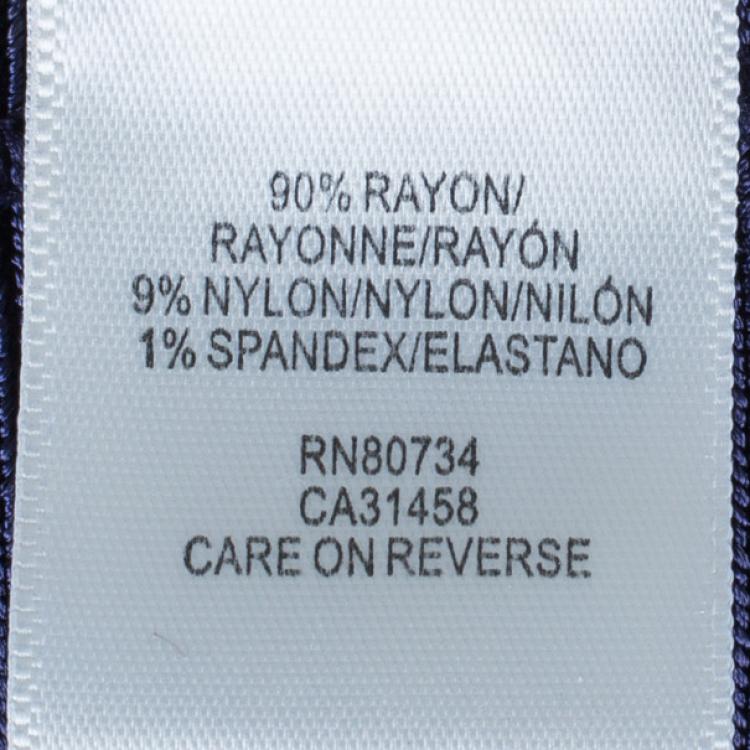 90% RAYON/
RAYONNE/RAYÓN
9% NYLON/NYLON/NILÓN
1% SPANDEX/ELASTANO
RN80734
CA31458
CARE ON REVERSE